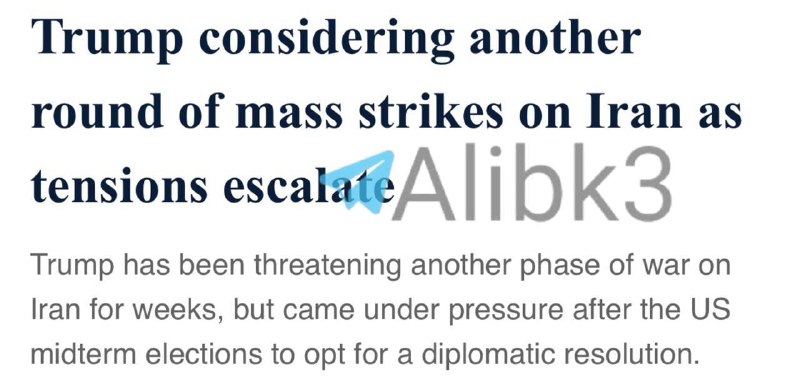 Trump considering another
round of mass strikes on Iran as
tensions escalate
Alibk3
Trump has been threatening another phase of war on
Iran for weeks, but came under pressure after the US
midterm elections to opt for a diplomatic resolution.